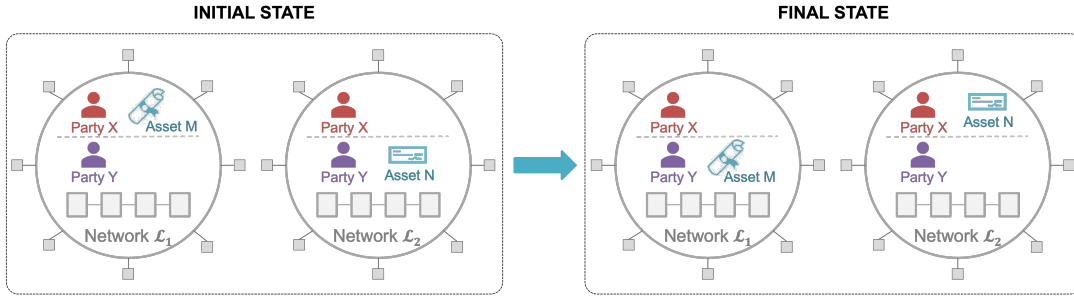 INITIAL STATE
FINAL STATE
Party X
Asset M
Party Y
Network ℒ₁
Party X
Party Y
Asset N
Network ℒ₂
Party X
Party Y
Asset M
Network ℒ₁
Party X
Asset N
Party Y
Network ℒ₂